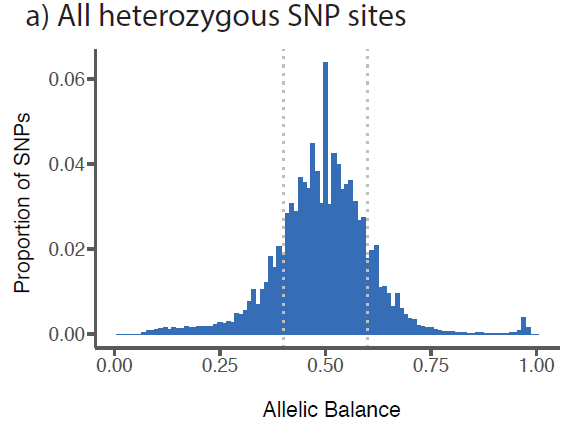 a) All heterozygous SNP sites
Proportion of SNPs
0.06
0.04
0.02
0.00
0.00 0.25 0.50 0.75 1.00
Allelic Balance